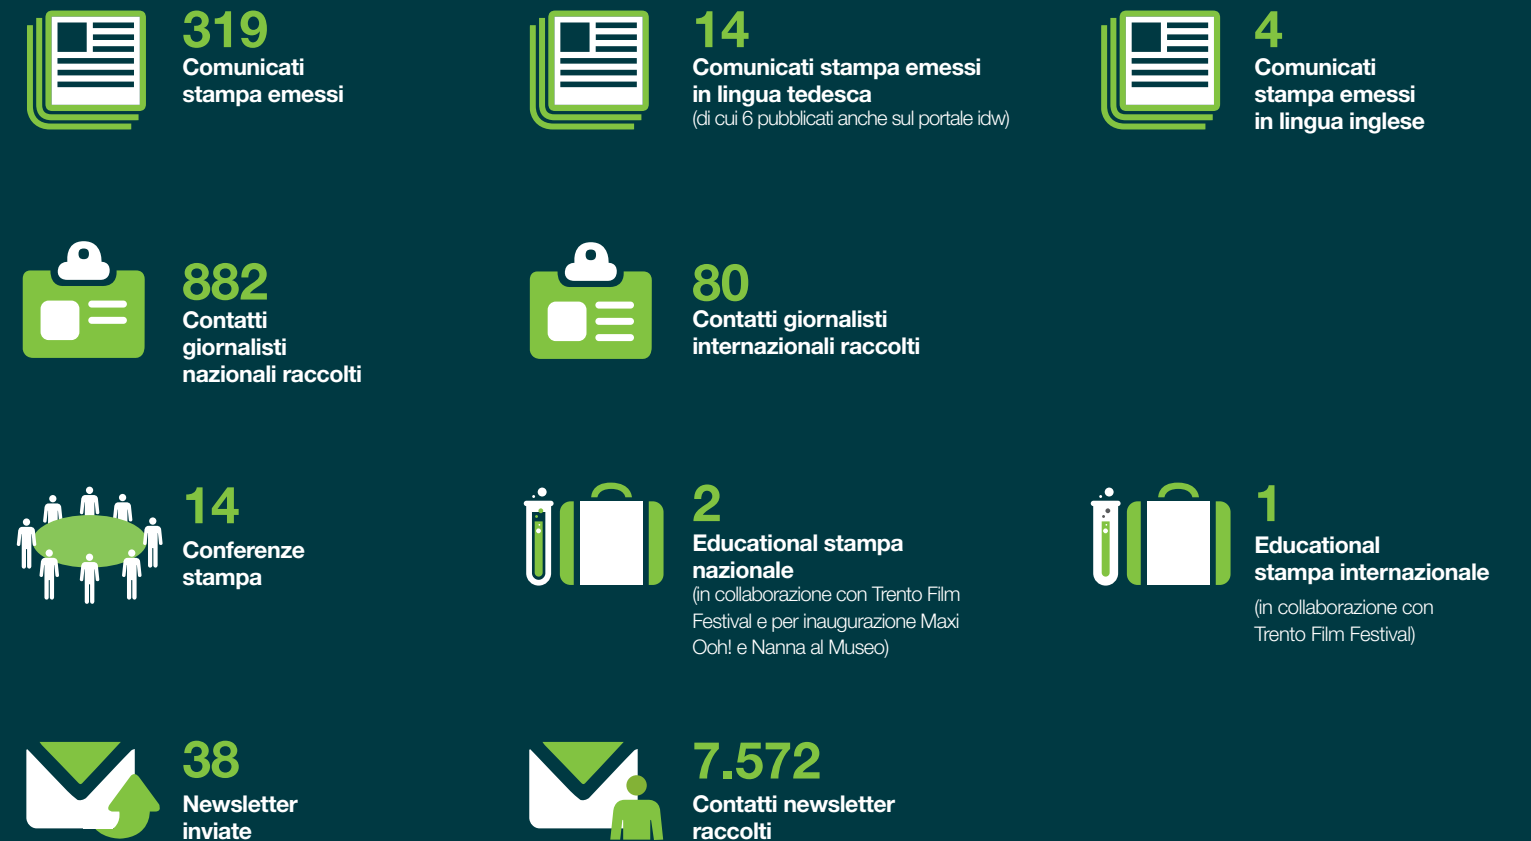 319
Comunicati
stampa emessi
14
Comunicati stampa emessi
in lingua tedesca
(di cui 6 pubblicati anche sul portale idw)
4
Comunicati
stampa emessi
in lingua inglese
882
Contatti
giornalisti
nazionali raccolti
80
Contatti giornalisti
internazionali raccolti
14
Conferenze
stampa
2
Educational stampa
nazionale
(in collaborazione con Trento Film
Festival e per inaugurazione Maxi
Ooh! e Nanna al Museo)
1
Educational
stampa internazionale
(in collaborazione con
Trento Film Festival)
38
Newsletter
inviate
7.572
Contatti newsletter
raccolti